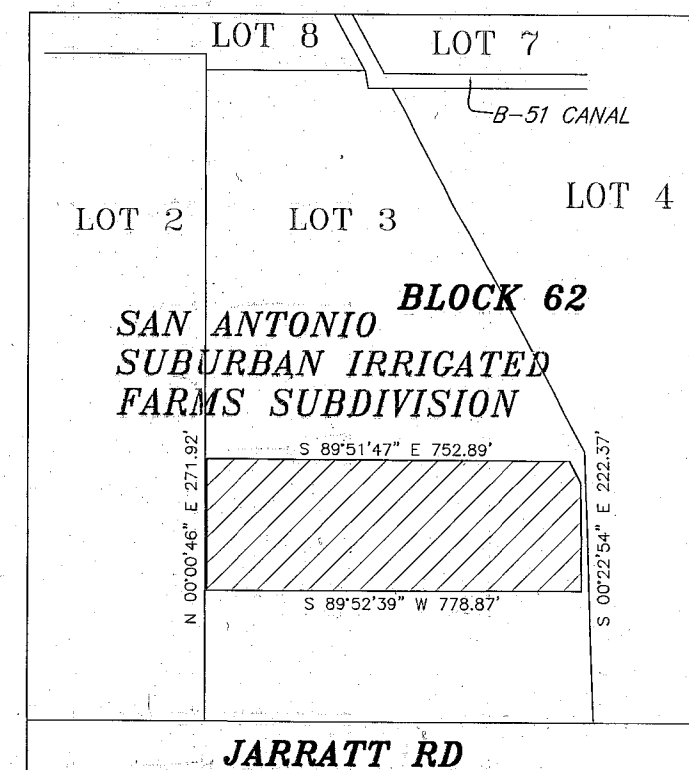 LOT 8
LOT 7
B-51 CANAL
LOT 2
LOT 3
LOT 4
BLOCK 62
SAN ANTONIO
SUBURBAN IRRIGATED
FARMS SUBDIVISION
S 89°51'47" E 752.89'
N 00°00'46" E 271.92'
S 00°22'54" E 222.37'
S 89°52'39" W 778.87'
JARRATT RD